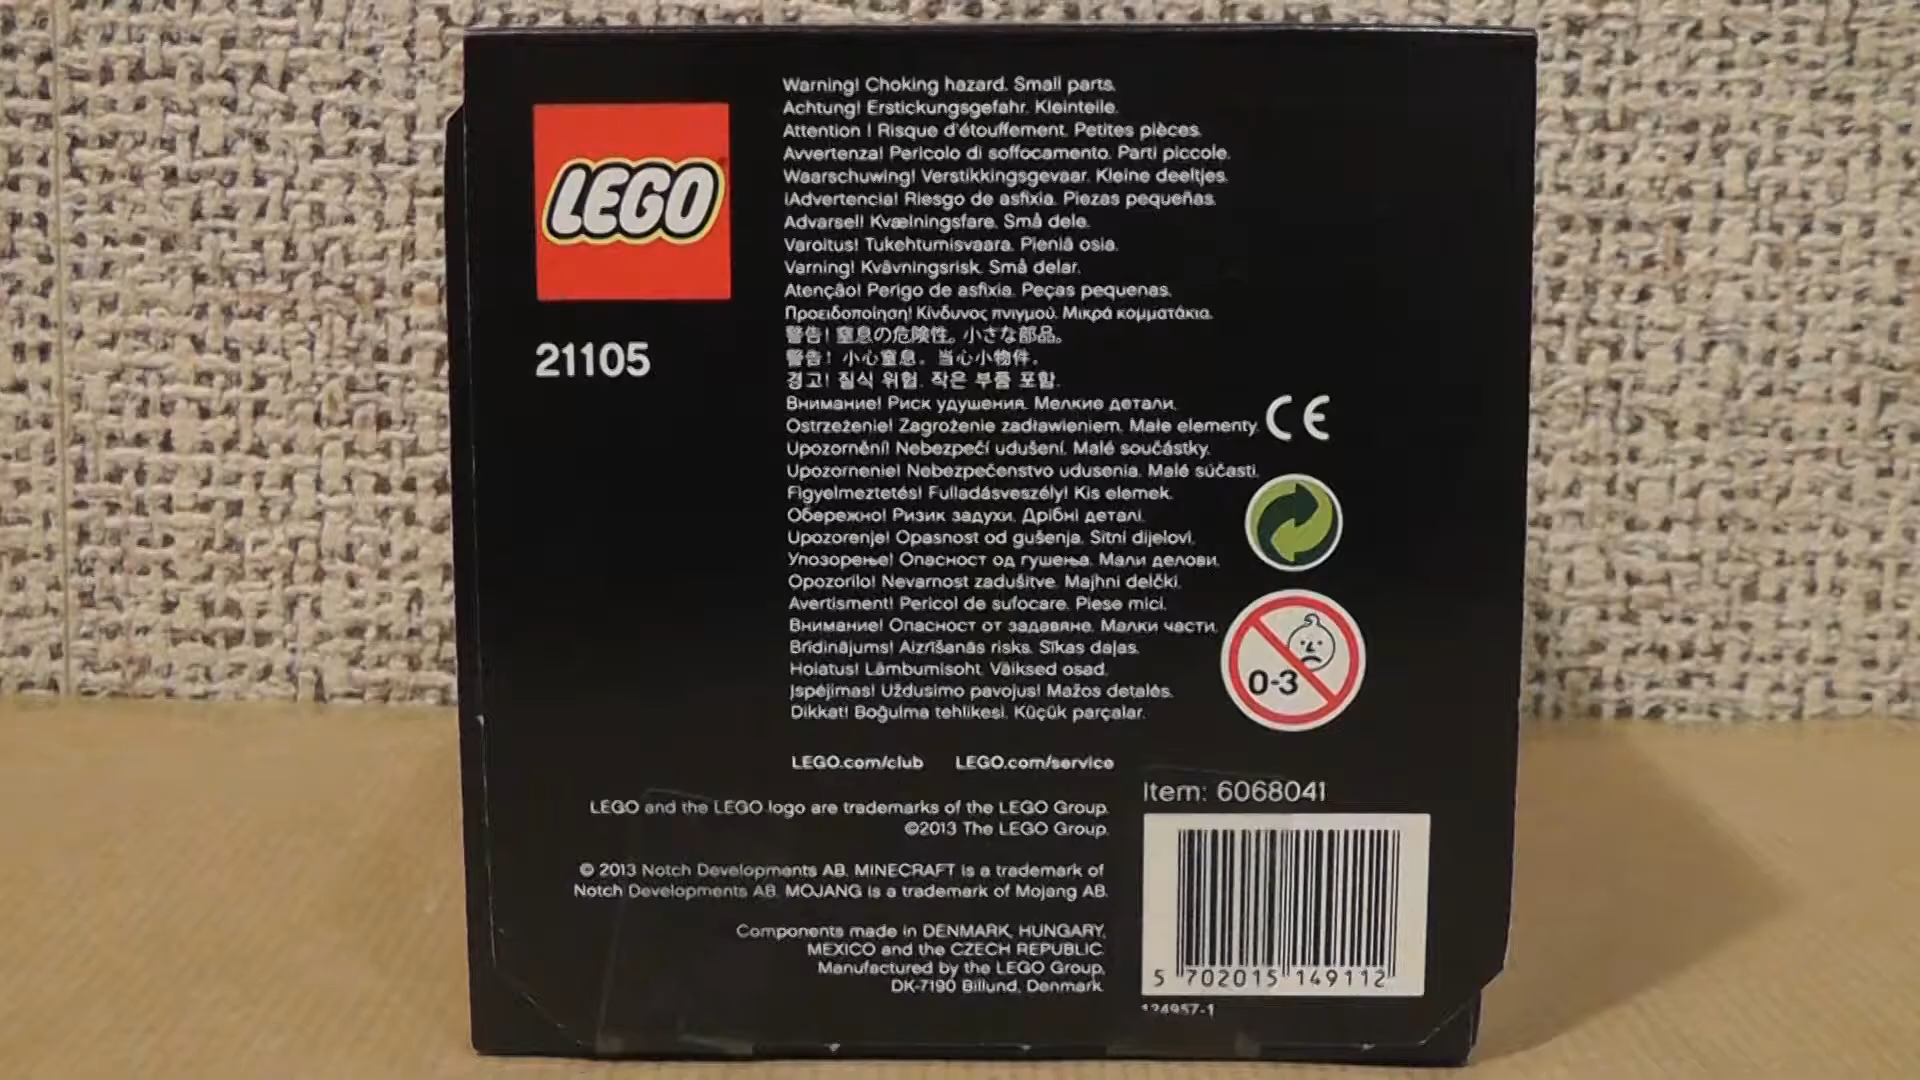 LEGO
21105
Warning! Choking hazard. Small parts.
Achtung! Erstickungsgefahr. Kleinteile.
Attention ! Risque d'étouffement. Petites pièces.
Avvertenza! Pericolo di soffocamento. Parti piccole.
Waarschuwing! Verstikkingsgevaar. Kleine deeltjes.
¡Advertencia! Riesgo de asfixia. Piezas pequeñas.
Advarsel! Kvælningsfare. Små dele.
Varoitus! Tukehtumisvaara. Pieniä osia.
Varning! Kvävningsrisk. Små delar.
Atenção! Perigo de asfixia. Peças pequenas.
Προειδοποίηση! Κίνδυνος πνιγμού. Μικρά κομματάκια.
警告! 窒息の危険性。小さな部品。
警告! 小心窒息。当心小物件。
경고! 질식 위험. 작은 부품 포함.
Внимание! Риск удушения. Мелкие детали.
Ostrzeżenie! Zagrożenie zadławieniem. Małe elementy.
Upozornění! Nebezpečí udušení. Malé součástky.
Upozornenie! Nebezpečenstvo udusenia. Malé súčasti.
Figyelmeztetés! Fulladásveszély! Kis elemek.
Обережно! Ризик задухи. Дрібні деталі.
Upozorenje! Opasnost od gušenja. Sitni dijelovi.
Упозорење! Опасност од гушења. Мали делови.
Opozorilo! Nevarnost zadušitve. Majhni delčki.
Avertisment! Pericol de sufocare. Piese mici.
Внимание! Опасност от задавяне. Малки части.
Brīdinājums! Aizrīšanās risks. Sīkas daļas.
Hoiatus! Lämbumisoht. Väiksed osad.
Įspėjimas! Uždusimo pavojus! Mažos detalės.
Dikkat! Boğulma tehlikesi. Küçük parçalar.
CE
0-3
LEGO.com/club LEGO.com/service
LEGO and the LEGO logo are trademarks of the LEGO Group.
©2013 The LEGO Group.
© 2013 Notch Developments AB. MINECRAFT is a trademark of
Notch Developments AB. MOJANG is a trademark of Mojang AB.
Components made in DENMARK, HUNGARY,
MEXICO and the CZECH REPUBLIC.
Manufactured by the LEGO Group,
DK-7190 Billund, Denmark.
Item: 6068041
5 702015 149112
124957-1